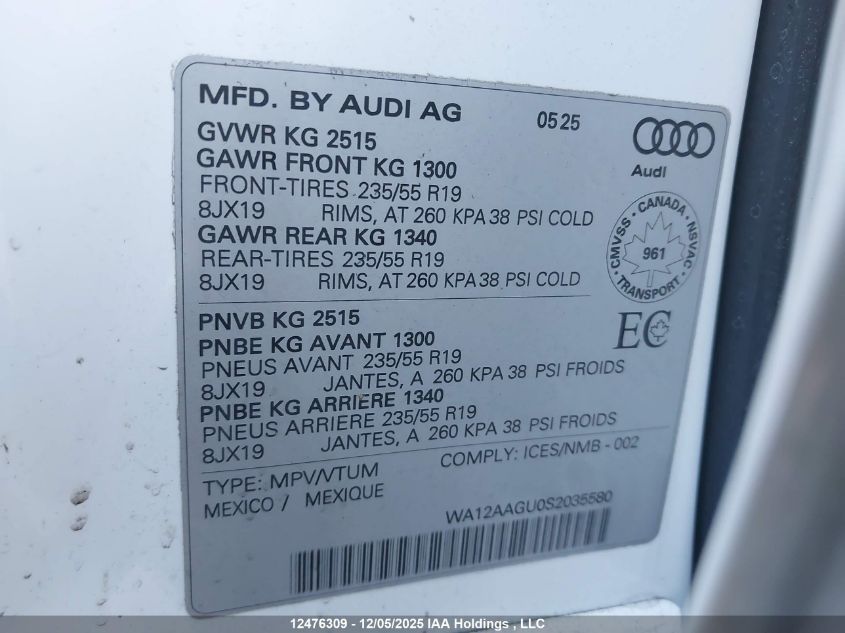 MFD. BY AUDI AG 0525
GVWR KG 2515
GAWR FRONT KG 1300
FRONT-TIRES 235/55 R19
8JX19 RIMS, AT 260 KPA 38 PSI COLD
GAWR REAR KG 1340
REAR-TIRES 235/55 R19
8JX19 RIMS, AT 260 KPA 38 PSI COLD
Audi
CMVSS · CANADA · NSVAC
961
TRANSPORT
EC
PNVB KG 2515
PNBE KG AVANT 1300
PNEUS AVANT 235/55 R19
8JX19 JANTES, A 260 KPA 38 PSI FROIDS
PNBE KG ARRIERE 1340
PNEUS ARRIERE 235/55 R19
8JX19 JANTES, A 260 KPA 38 PSI FROIDS
TYPE: MPV/VTUM COMPLY: ICES/NMB - 002
MEXICO / MEXIQUE
WA12AAGU0S2035580
12476309 - 12/05/2025 IAA Holdings , LLC